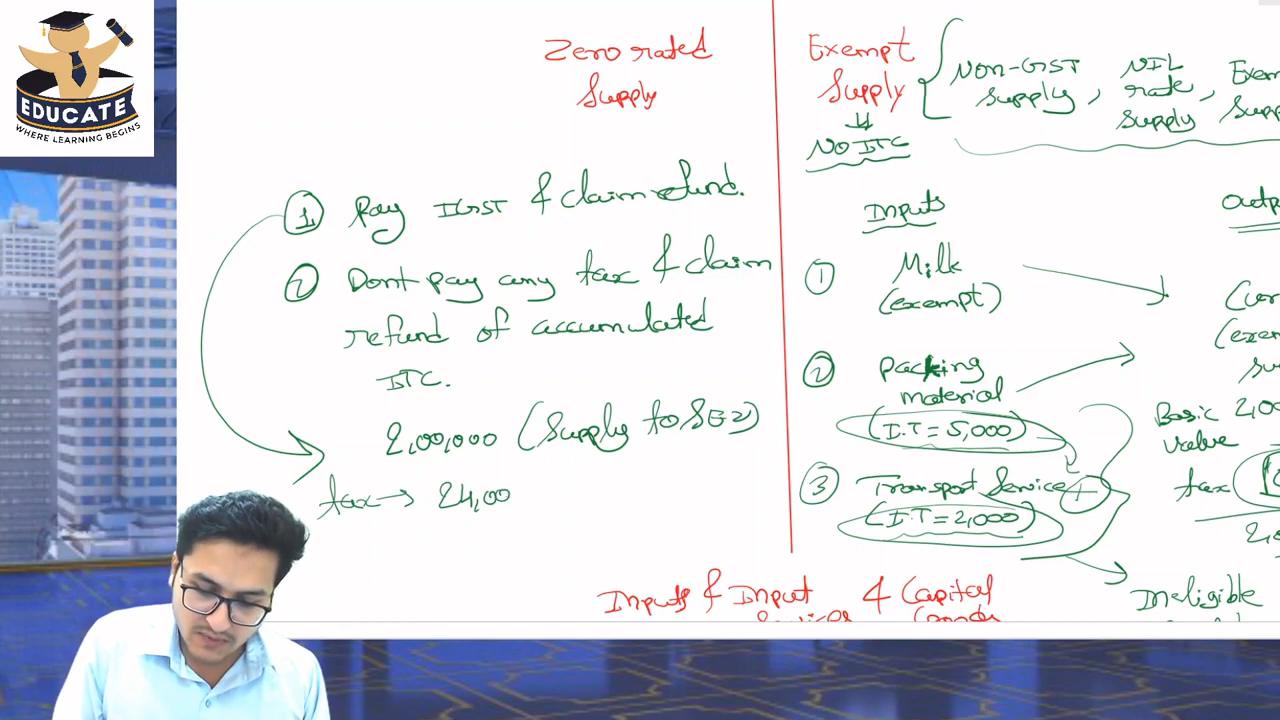 EDUCATE
WHERE LEARNING BEGINS
Zero rated
Supply
① Pay IGST & claim refund.
② Dont pay any tax & claim
refund of accumulated
ITC.
2,00,000 (Supply to SEZ)
tax → 24,00
Exempt
Supply
NO ITC
Non-GST
Supply,
NIL
rate
Supply,
Inputs
① Milk
(exempt)
② packing
material
(I.T = 5,000)
③ Transport Service
(I.T = 2,000)
Basic
value
tax
Ineligible
Inputs & Input & Capital